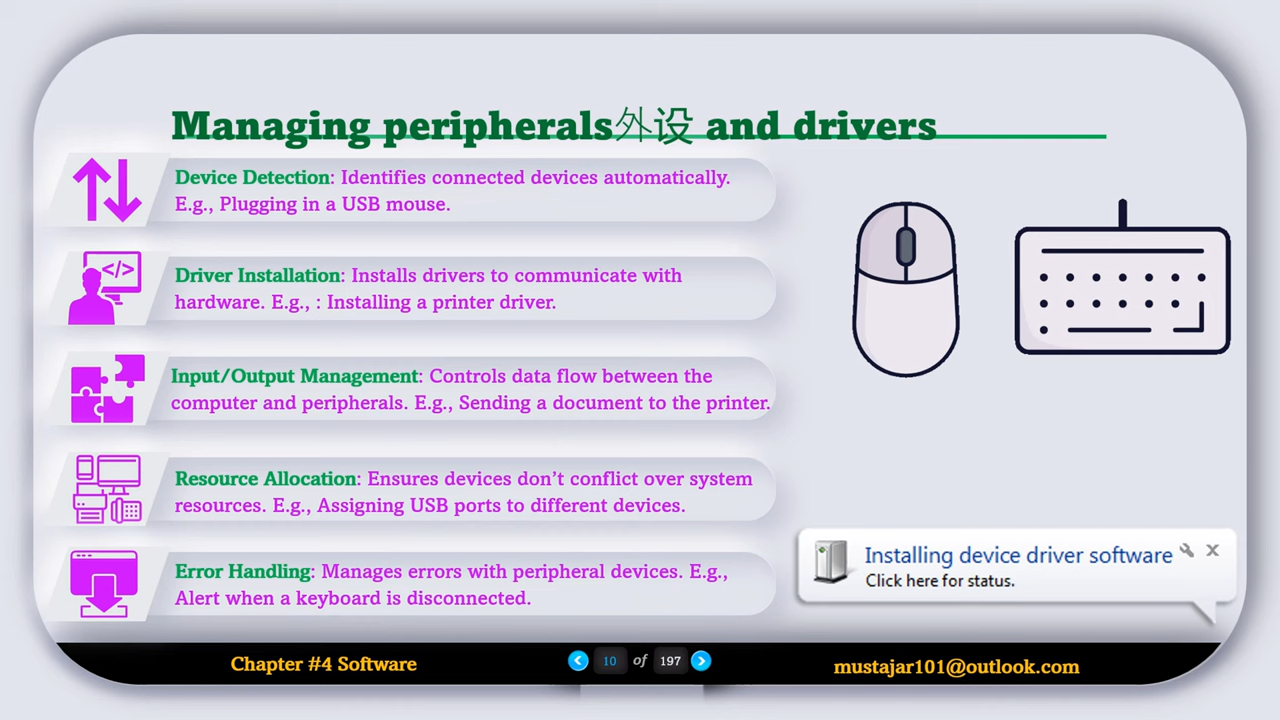 Managing peripherals外设 and drivers
Device Detection: Identifies connected devices automatically.
E.g., Plugging in a USB mouse.
Driver Installation: Installs drivers to communicate with
hardware. E.g., : Installing a printer driver.
Input/Output Management: Controls data flow between the
computer and peripherals. E.g., Sending a document to the printer.
Resource Allocation: Ensures devices don’t conflict over system
resources. E.g., Assigning USB ports to different devices.
Error Handling: Manages errors with peripheral devices. E.g.,
Alert when a keyboard is disconnected.
Installing device driver software
Click here for status.
Chapter #4 Software
10 of 197
mustajar101@outlook.com